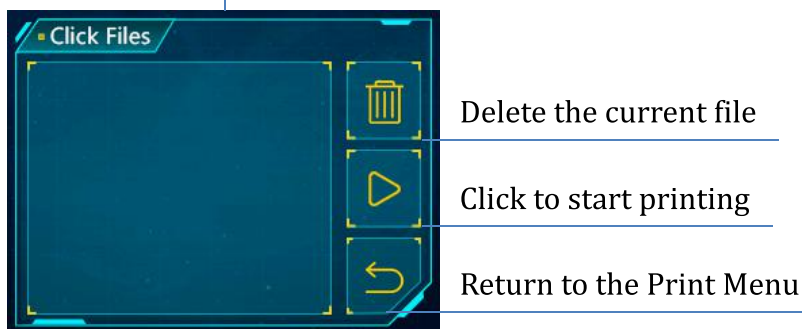 Click Files
Delete the current file
Click to start printing
Return to the Print Menu